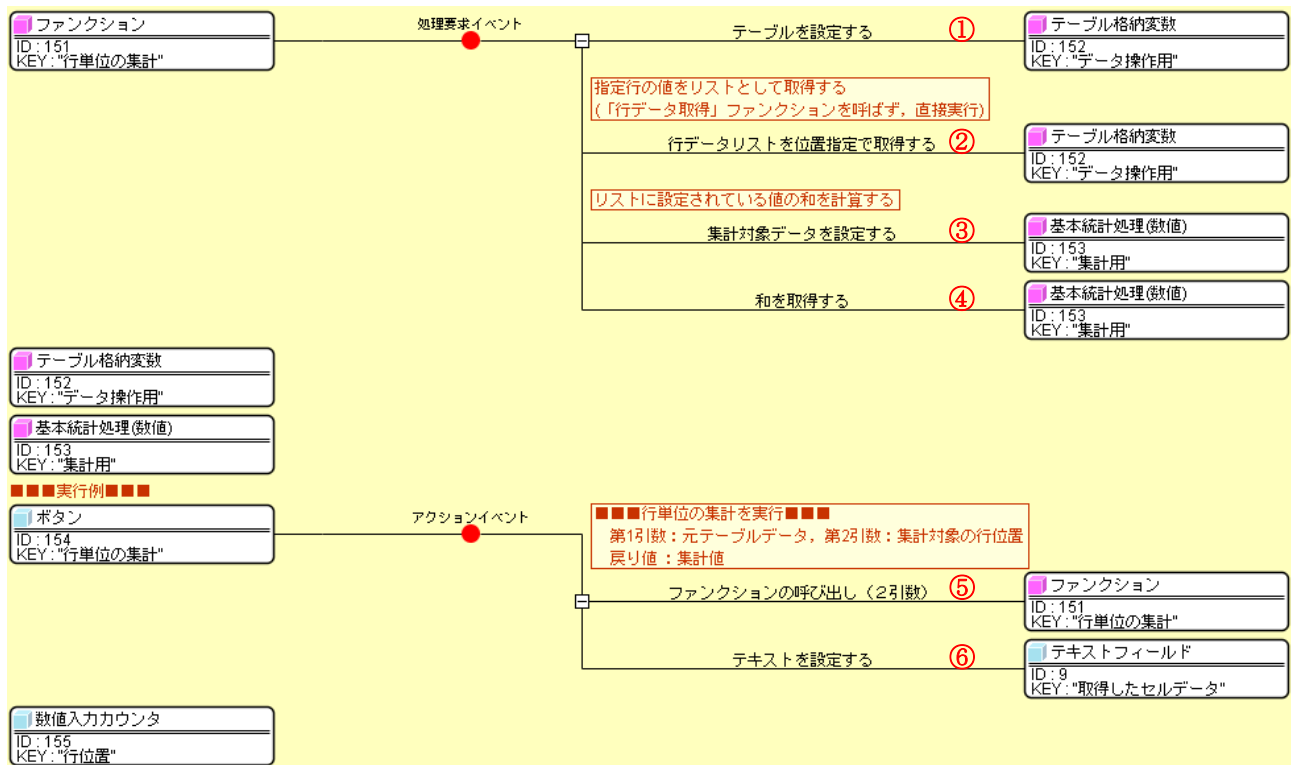 ファンクション
ID : 151
KEY : "行単位の集計"
処理要求イベント
テーブルを設定する ①
テーブル格納変数
ID : 152
KEY : "データ操作用"
指定行の値をリストとして取得する
(「行データ取得」ファンクションを呼ばず，直接実行)
行データリストを位置指定で取得する ②
テーブル格納変数
ID : 152
KEY : "データ操作用"
リストに設定されている値の和を計算する
集計対象データを設定する ③
基本統計処理(数値)
ID : 153
KEY : "集計用"
和を取得する ④
基本統計処理(数値)
ID : 153
KEY : "集計用"
テーブル格納変数
ID : 152
KEY : "データ操作用"
基本統計処理(数値)
ID : 153
KEY : "集計用"
■■■実行例■■■
ボタン
ID : 154
KEY : "行単位の集計"
アクションイベント
■■■行単位の集計を実行■■■
第1引数：元テーブルデータ，第2引数：集計対象の行位置
戻り値：集計値
ファンクションの呼び出し（２引数） ⑤
ファンクション
ID : 151
KEY : "行単位の集計"
テキストを設定する ⑥
テキストフィールド
ID : 9
KEY : "取得したセルデータ"
数値入力カウンタ
ID : 155
KEY : "行位置"